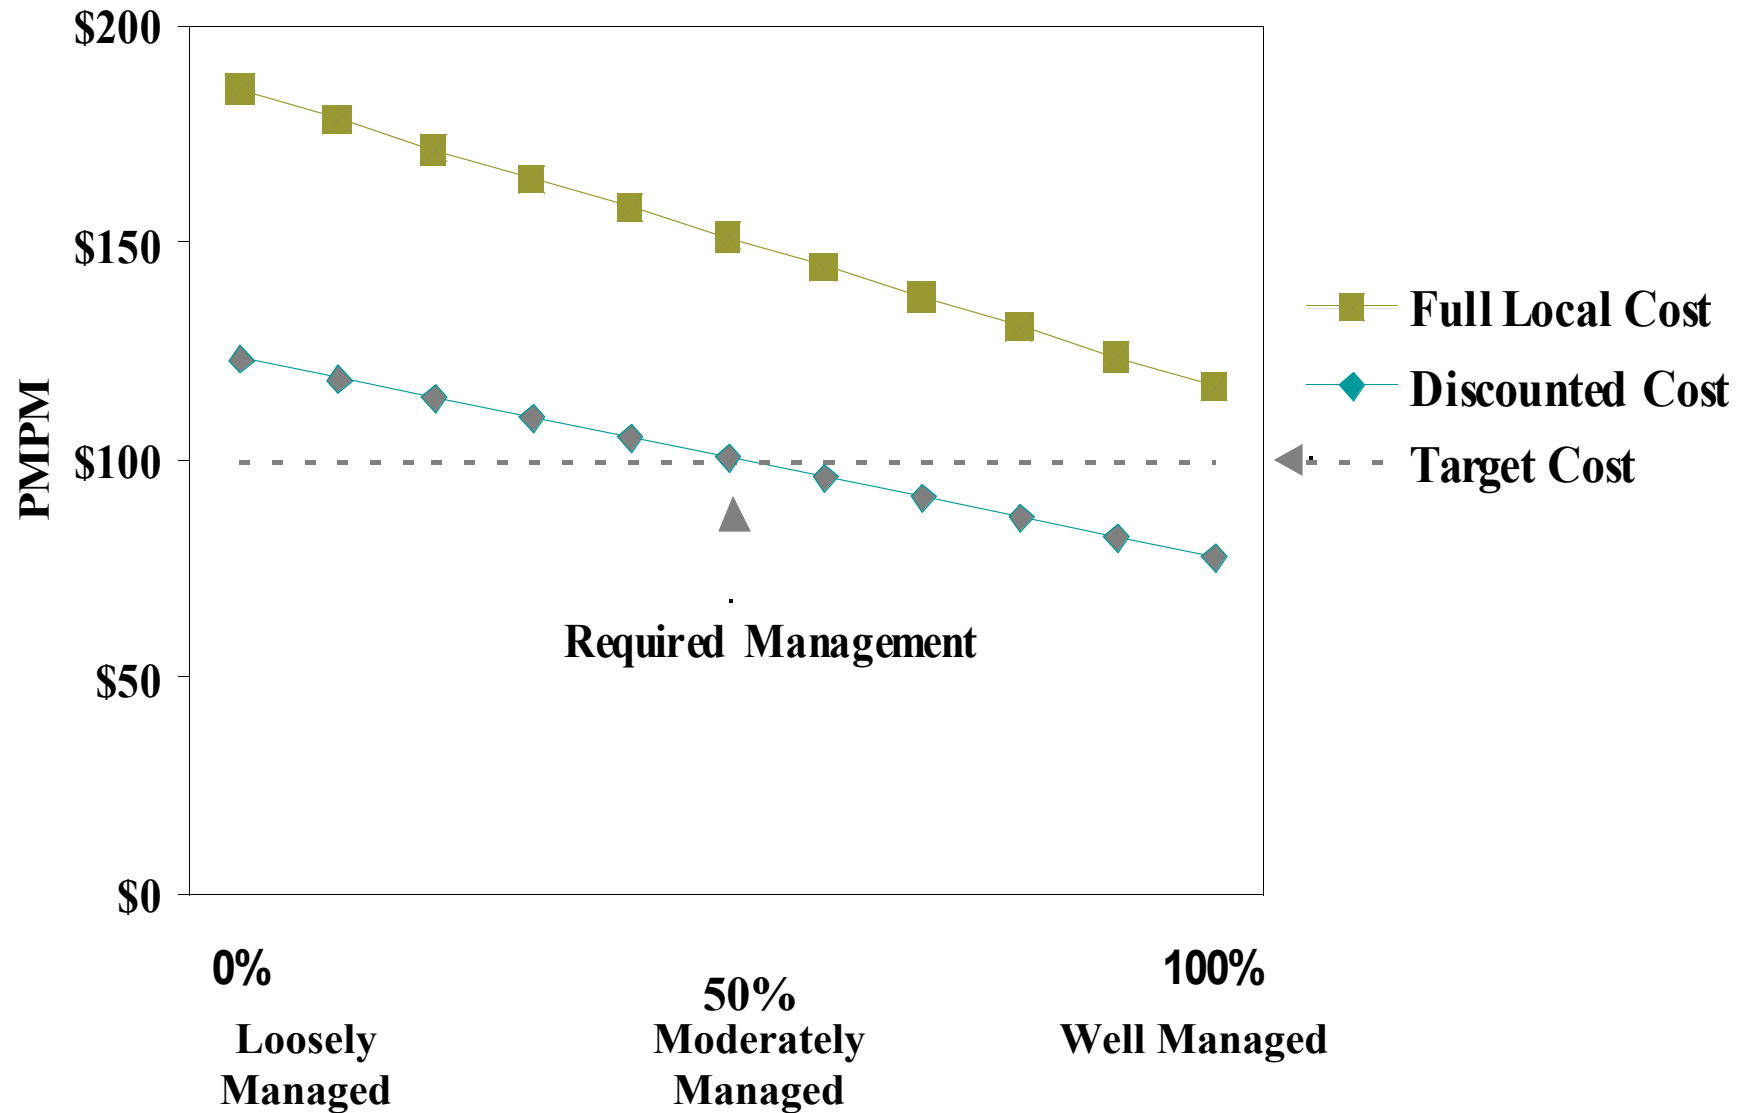 $200
$150
$100
$50
$0
PMPM
Full Local Cost
Discounted Cost
Target Cost
Required Management
0%
50%
100%
Loosely
Managed
Moderately
Managed
Well Managed